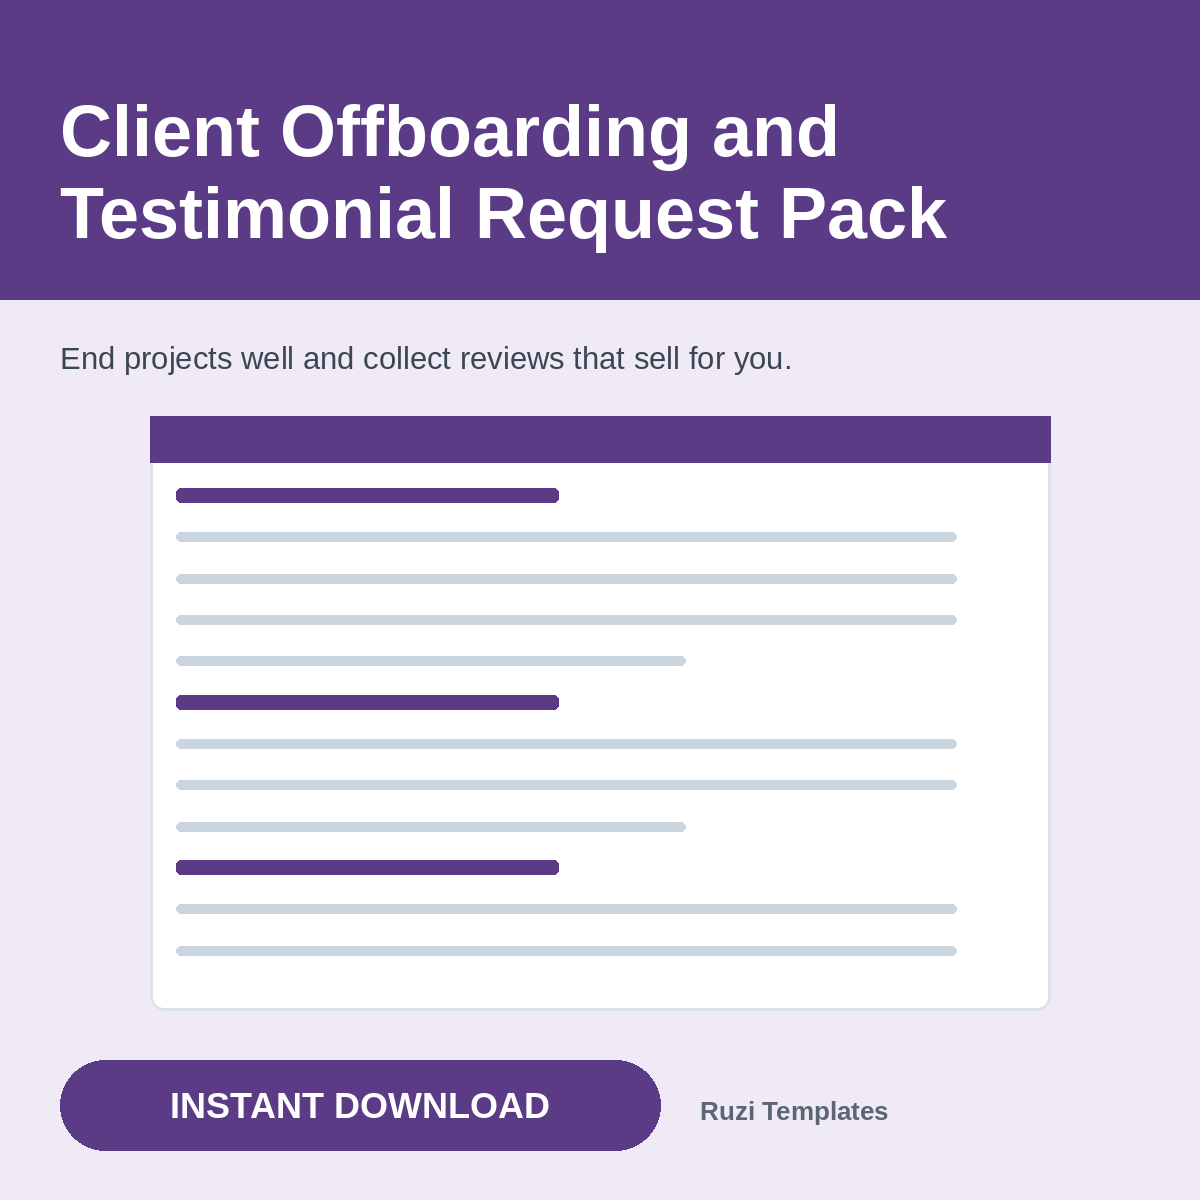 Client Offboarding and
Testimonial Request Pack
End projects well and collect reviews that sell for you.
INSTANT DOWNLOAD
Ruzi Templates